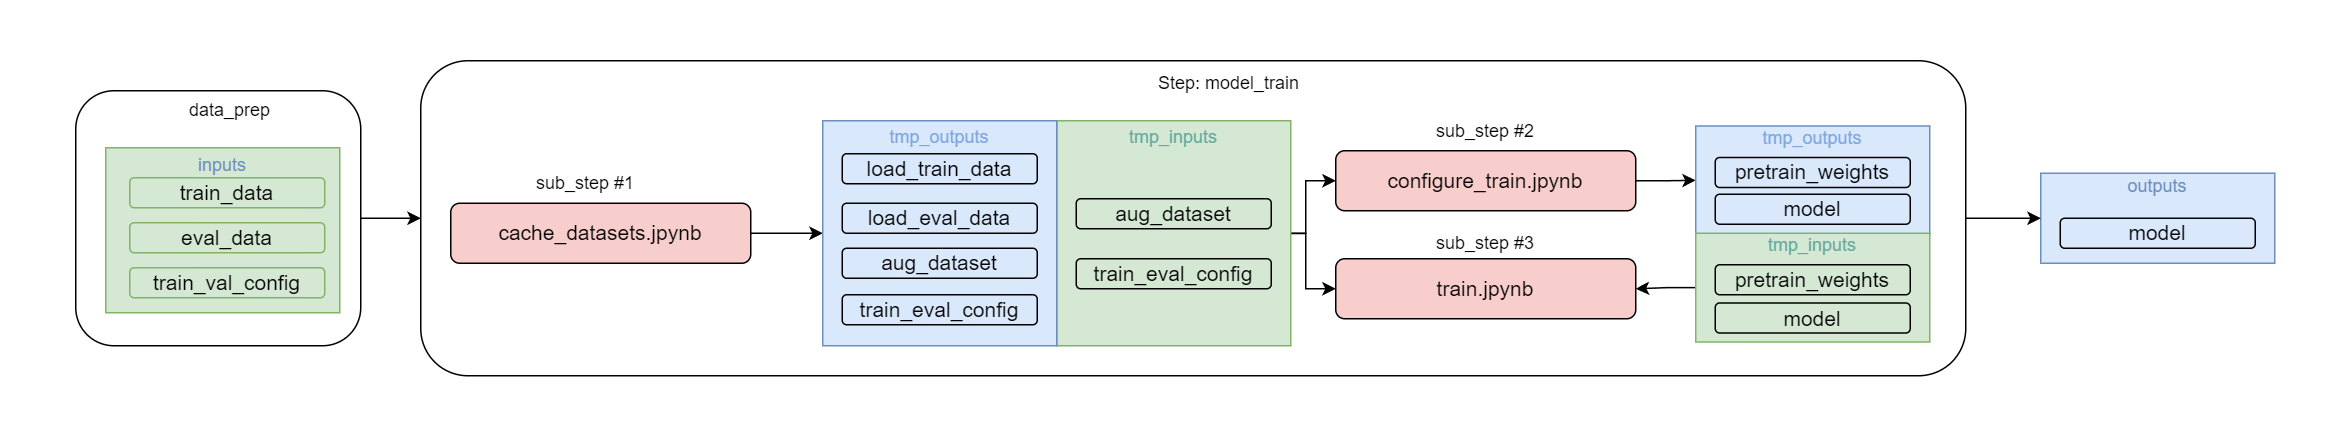 data_prep
inputs
train_data
eval_data
train_val_config
Step: model_train
sub_step #1
cache_datasets.jpynb
tmp_outputs
load_train_data
load_eval_data
aug_dataset
train_eval_config
tmp_inputs
aug_dataset
train_eval_config
sub_step #2
configure_train.jpynb
sub_step #3
train.jpynb
tmp_outputs
pretrain_weights
model
tmp_inputs
pretrain_weights
model
outputs
model